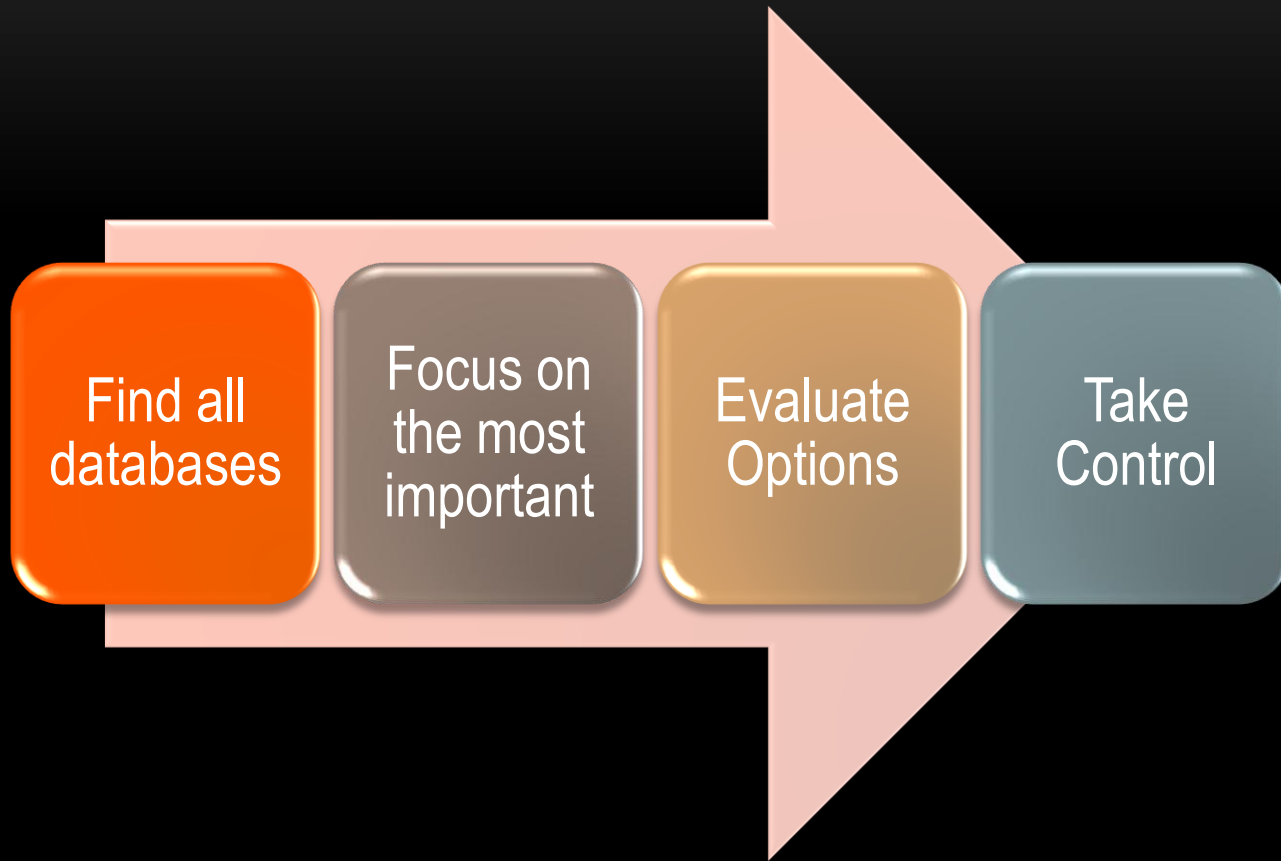 Find all
databases
Focus on
the most
important
Evaluate
Options
Take
Control